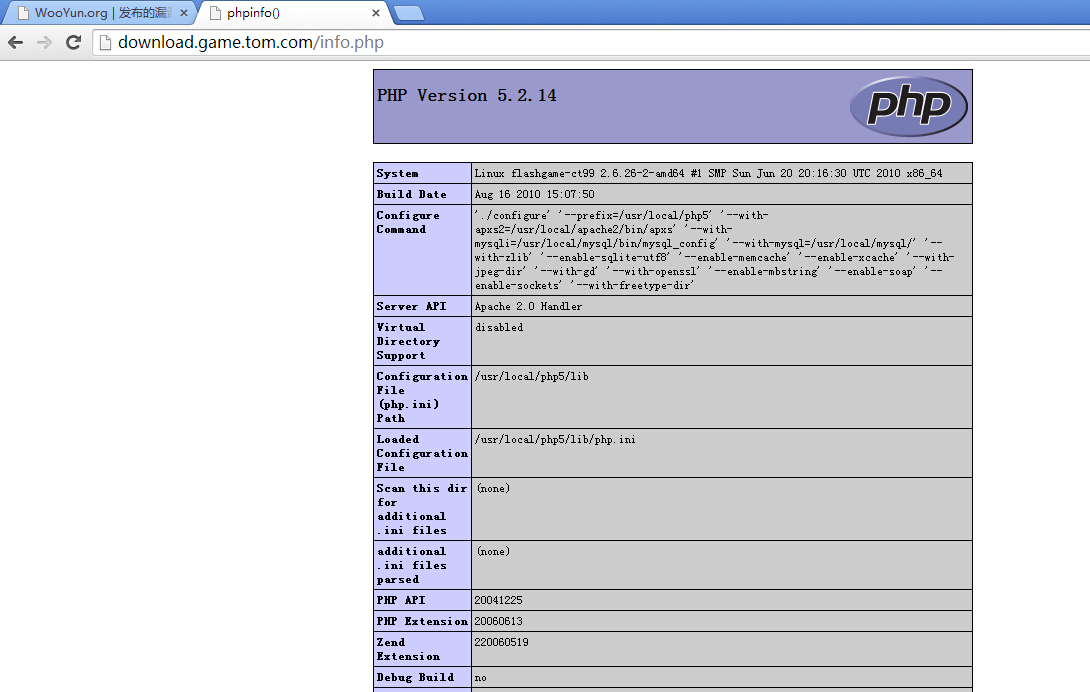 WooYun.org | 发布的漏
phpinfo()
download.game.tom.com/info.php
PHP Version 5.2.14
php
System
Linux flashgame-ct99 2.6.26-2-amd64 #1 SMP Sun Jun 20 20:16:30 UTC 2010 x86_64
Build Date
Aug 16 2010 15:07:50
Configure
Command
'./configure' '--prefix=/usr/local/php5' '--with-
apxs2=/usr/local/apache2/bin/apxs' '--with-
mysqli=/usr/local/mysql/bin/mysql_config' '--with-mysql=/usr/local/mysql/' '--
with-zlib' '--enable-sqlite-utf8' '--enable-memcache' '--enable-xcache' '--with-
jpeg-dir' '--with-gd' '--with-openssl' '--enable-mbstring' '--enable-soap' '--
enable-sockets' '--with-freetype-dir'
Server API
Apache 2.0 Handler
Virtual
Directory
Support
disabled
Configuration
File
(php.ini)
Path
/usr/local/php5/lib
Loaded
Configuration
File
/usr/local/php5/lib/php.ini
Scan this dir
for
additional
.ini files
(none)
additional
.ini files
parsed
(none)
PHP API
20041225
PHP Extension
20060613
Zend
Extension
220060519
Debug Build
no